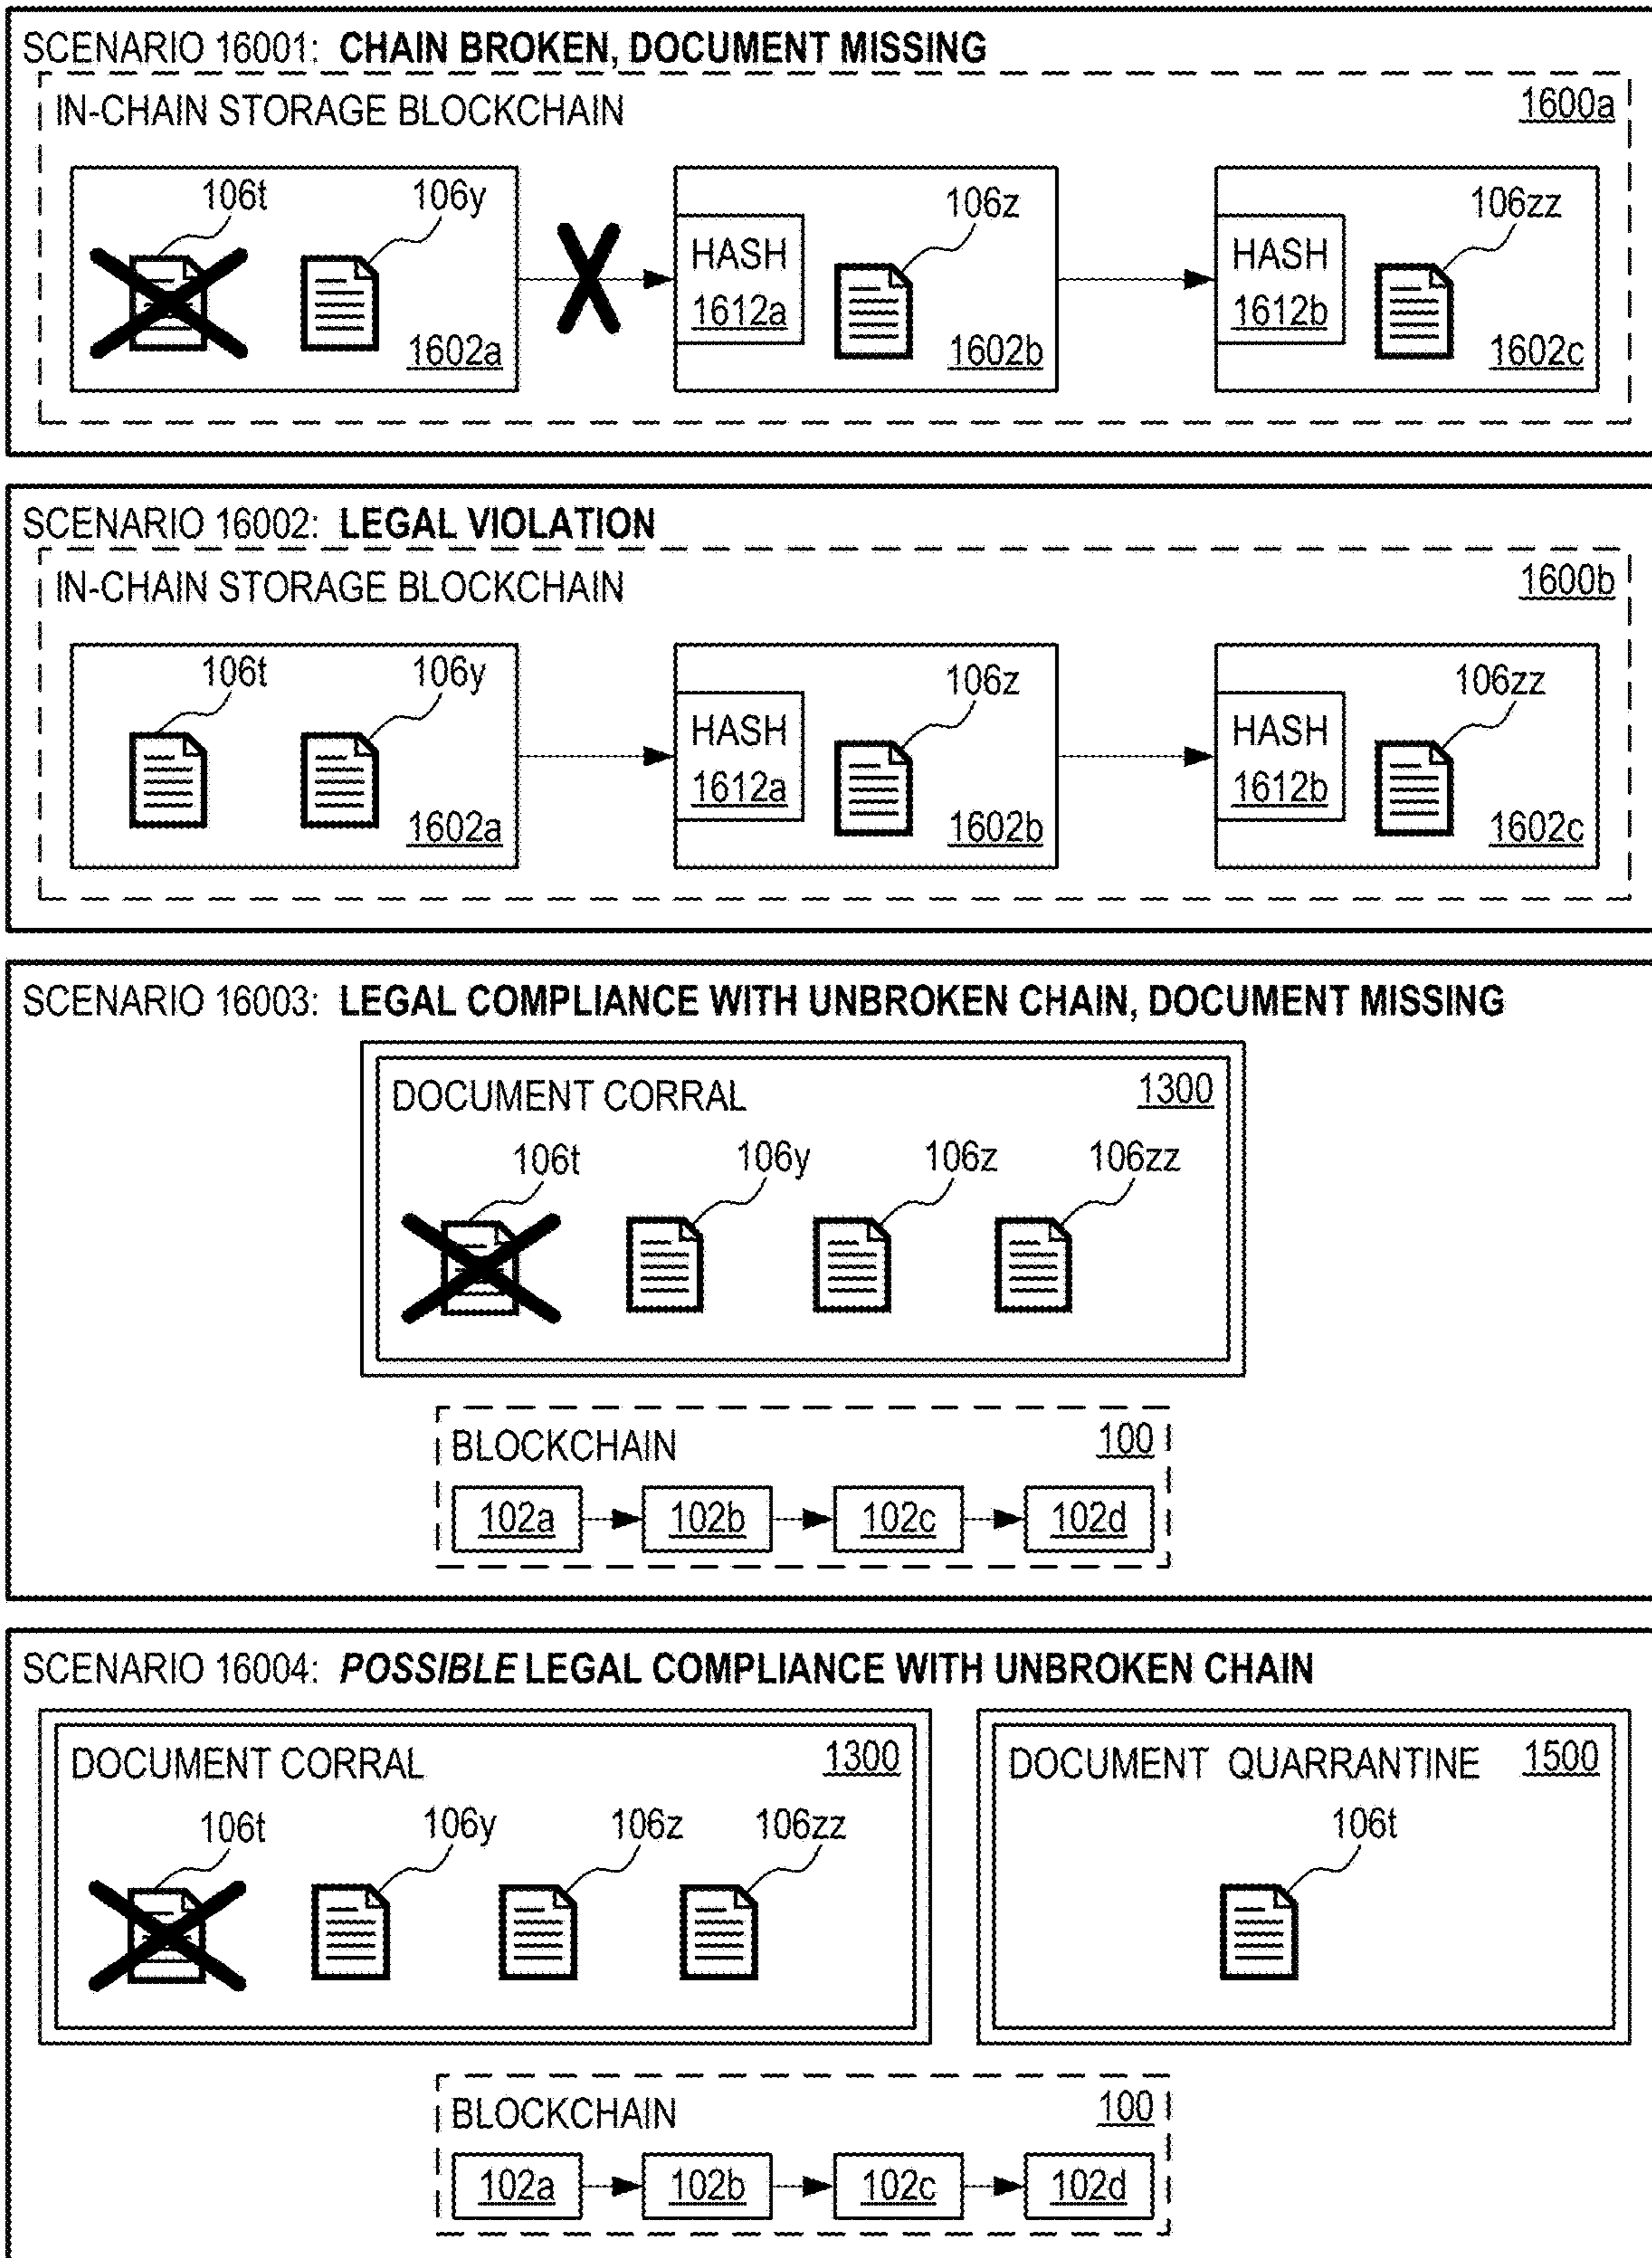 SCENARIO 16001: CHAIN BROKEN, DOCUMENT MISSING
IN-CHAIN STORAGE BLOCKCHAIN 1600a
106t 106y 106z 106zz
HASH HASH
1612a 1612b
1602a 1602b 1602c
SCENARIO 16002: LEGAL VIOLATION
IN-CHAIN STORAGE BLOCKCHAIN 1600b
106t 106y 106z 106zz
HASH HASH
1612a 1612b
1602a 1602b 1602c
SCENARIO 16003: LEGAL COMPLIANCE WITH UNBROKEN CHAIN, DOCUMENT MISSING
DOCUMENT CORRAL 1300
106t 106y 106z 106zz
BLOCKCHAIN 100
102a 102b 102c 102d
SCENARIO 16004: POSSIBLE LEGAL COMPLIANCE WITH UNBROKEN CHAIN
DOCUMENT CORRAL 1300
106t 106y 106z 106zz
DOCUMENT QUARRANTINE 1500
106t
BLOCKCHAIN 100
102a 102b 102c 102d